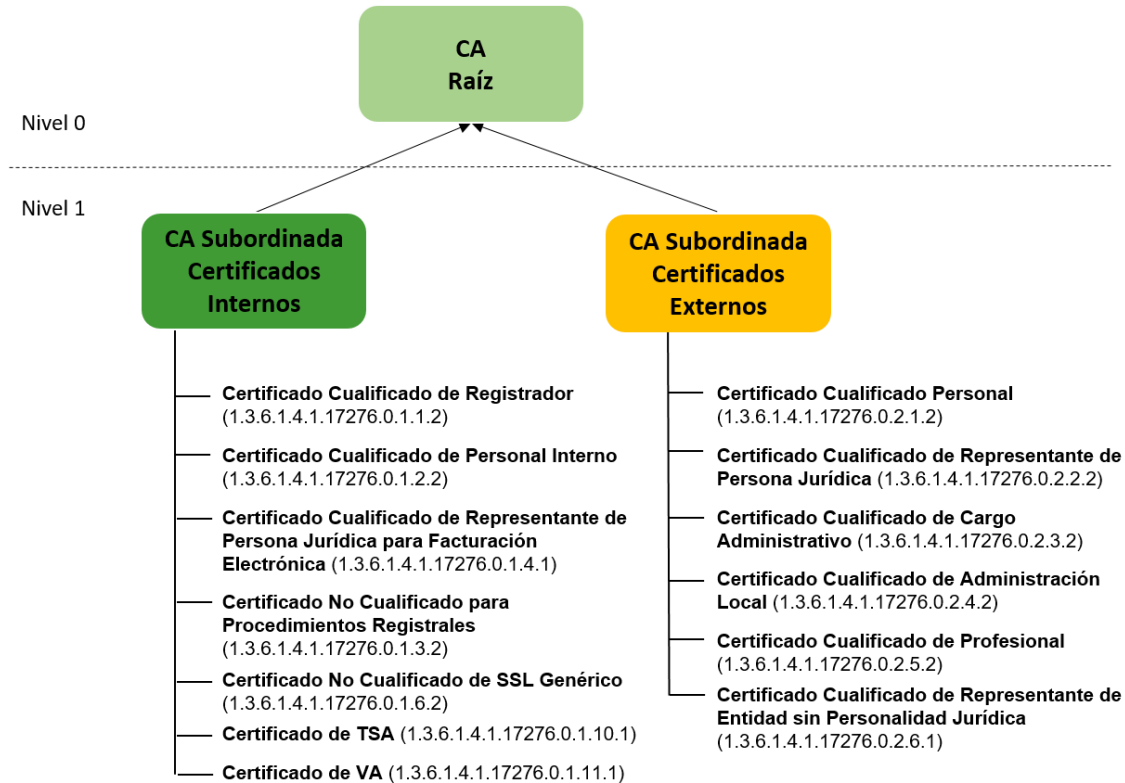 CA
Raíz
Nivel 0
Nivel 1
CA Subordinada
Certificados
Internos
Certificado Cualificado de Registrador
(1.3.6.1.4.1.17276.0.1.1.2)
Certificado Cualificado de Personal Interno
(1.3.6.1.4.1.17276.0.1.2.2)
Certificado Cualificado de Representante de
Persona Jurídica para Facturación
Electrónica (1.3.6.1.4.1.17276.0.1.4.1)
Certificado No Cualificado para
Procedimientos Registrales
(1.3.6.1.4.1.17276.0.1.3.2)
Certificado No Cualificado de SSL Genérico
(1.3.6.1.4.1.17276.0.1.6.2)
Certificado de TSA (1.3.6.1.4.1.17276.0.1.10.1)
Certificado de VA (1.3.6.1.4.1.17276.0.1.11.1)
CA Subordinada
Certificados
Externos
Certificado Cualificado Personal
(1.3.6.1.4.1.17276.0.2.1.2)
Certificado Cualificado de Representante de
Persona Jurídica (1.3.6.1.4.1.17276.0.2.2.2)
Certificado Cualificado de Cargo
Administrativo (1.3.6.1.4.1.17276.0.2.3.2)
Certificado Cualificado de Administración
Local (1.3.6.1.4.1.17276.0.2.4.2)
Certificado Cualificado de Profesional
(1.3.6.1.4.1.17276.0.2.5.2)
Certificado Cualificado de Representante de
Entidad sin Personalidad Jurídica
(1.3.6.1.4.1.17276.0.2.6.1)